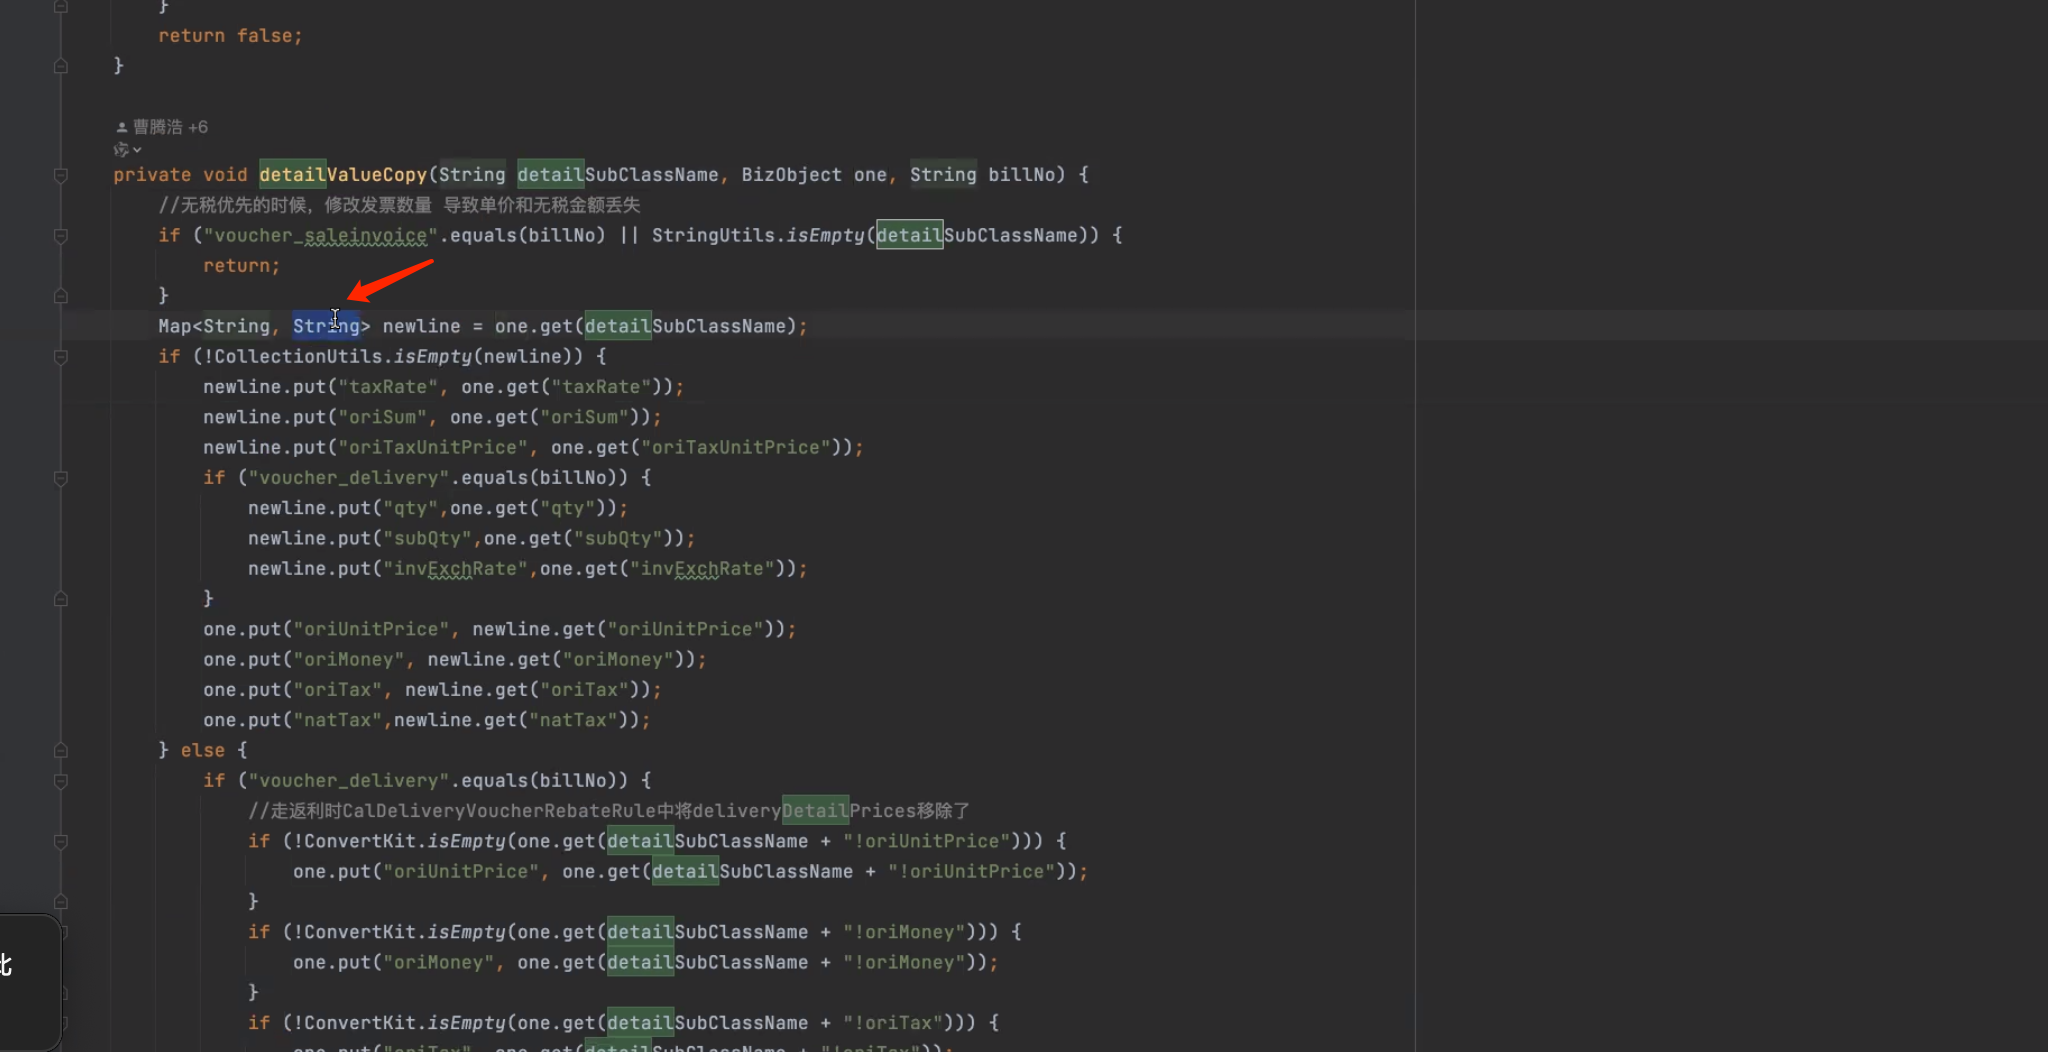 }
return false;
}
曹腾浩 +6
private void detailValueCopy(String detailSubClassName, BizObject one, String billNo) {
//无税优先的时候，修改发票数量 导致单价和无税金额丢失
if ("voucher_saleinvoice".equals(billNo) || StringUtils.isEmpty(detailSubClassName)) {
return;
}
Map<String, String> newline = one.get(detailSubClassName);
if (!CollectionUtils.isEmpty(newline)) {
newline.put("taxRate", one.get("taxRate"));
newline.put("oriSum", one.get("oriSum"));
newline.put("oriTaxUnitPrice", one.get("oriTaxUnitPrice"));
if ("voucher_delivery".equals(billNo)) {
newline.put("qty",one.get("qty"));
newline.put("subQty",one.get("subQty"));
newline.put("invExchRate",one.get("invExchRate"));
}
one.put("oriUnitPrice", newline.get("oriUnitPrice"));
one.put("oriMoney", newline.get("oriMoney"));
one.put("oriTax", newline.get("oriTax"));
one.put("natTax",newline.get("natTax"));
} else {
if ("voucher_delivery".equals(billNo)) {
//走返利时CalDeliveryVoucherRebateRule中将deliveryDetailPrices移除了
if (!ConvertKit.isEmpty(one.get(detailSubClassName + "!oriUnitPrice"))) {
one.put("oriUnitPrice", one.get(detailSubClassName + "!oriUnitPrice"));
}
if (!ConvertKit.isEmpty(one.get(detailSubClassName + "!oriMoney"))) {
one.put("oriMoney", one.get(detailSubClassName + "!oriMoney"));
}
if (!ConvertKit.isEmpty(one.get(detailSubClassName + "!oriTax"))) {
one.put("oriTax", one.get(detailSubClassName + "!oriTax"));